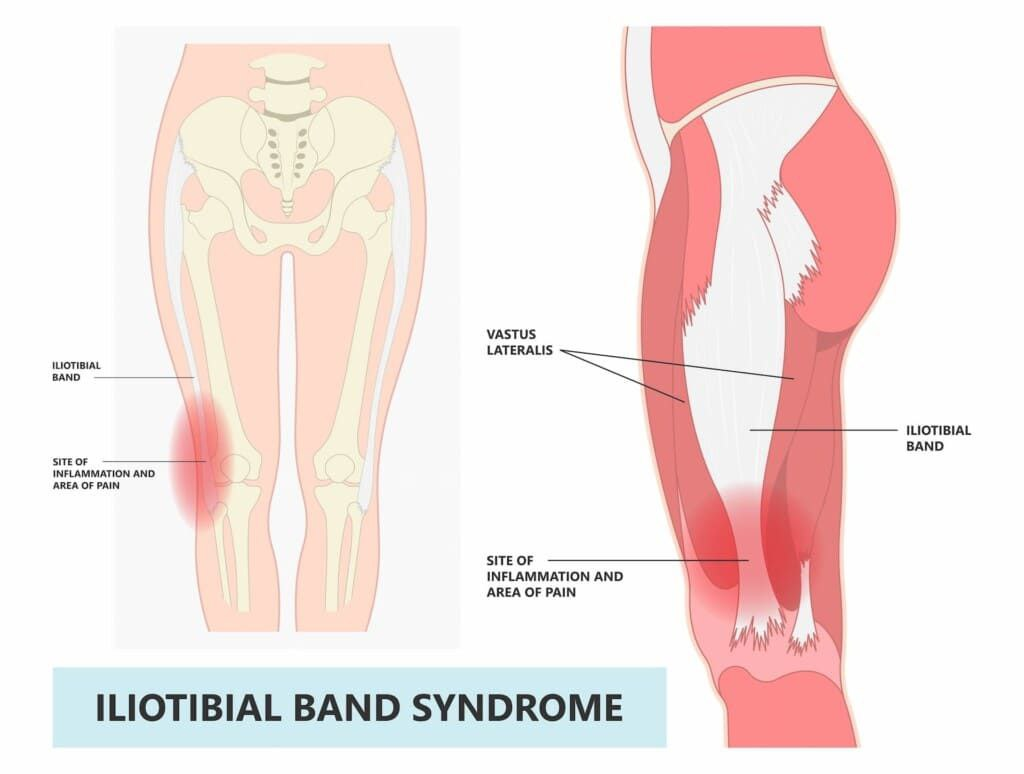 ILIOTIBIAL
BAND
SITE OF
INFLAMMATION AND
AREA OF PAIN
VASTUS
LATERALIS
ILIOTIBIAL
BAND
SITE OF
INFLAMMATION AND
AREA OF PAIN
ILIOTIBIAL BAND SYNDROME